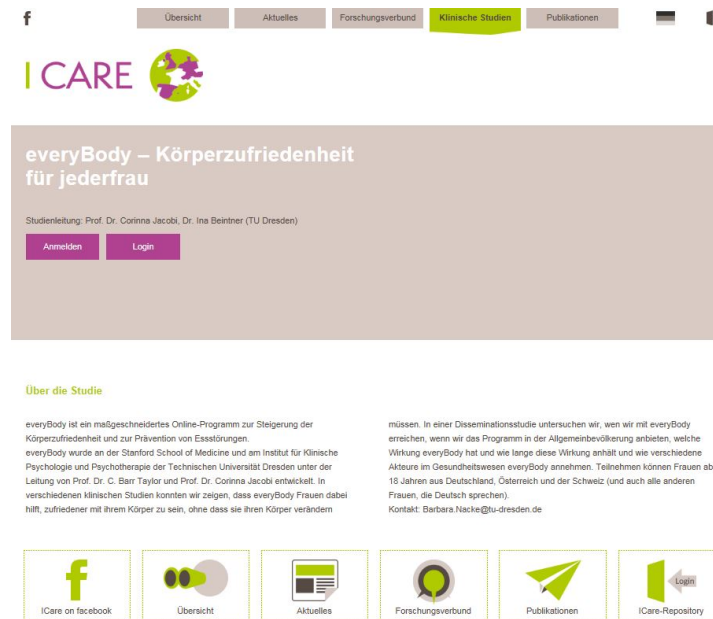 f
Übersicht
Aktuelles
Forschungsverbund
Klinische Studien
Publikationen
I CARE
everyBody – Körperzufriedenheit
für jederfrau
Studienleitung: Prof. Dr. Corinna Jacobi, Dr. Ina Beintner (TU Dresden)
Anmelden
Login
Über die Studie
everyBody ist ein maßgeschneidertes Online-Programm zur Steigerung der
Körperzufriedenheit und zur Prävention von Essstörungen.
everyBody wurde an der Stanford School of Medicine und am Institut für Klinische
Psychologie und Psychotherapie der Technischen Universität Dresden unter der
Leitung von Prof. Dr. C. Barr Taylor und Prof. Dr. Corinna Jacobi entwickelt. In
verschiedenen klinischen Studien konnten wir zeigen, dass everyBody Frauen dabei
hilft, zufriedener mit ihrem Körper zu sein, ohne dass sie ihren Körper verändern
müssen. In einer Disseminationsstudie untersuchen wir, wen wir mit everyBody
erreichen, wenn wir das Programm in der Allgemeinbevölkerung anbieten, welche
Wirkung everyBody hat und wie lange diese Wirkung anhält und wie verschiedene
Akteure im Gesundheitswesen everyBody annehmen. Teilnehmen können Frauen ab
18 Jahren aus Deutschland, Österreich und der Schweiz (und auch alle anderen
Frauen, die Deutsch sprechen).
Kontakt: Barbara.Nacke@tu-dresden.de
f
ICare on facebook
Übersicht
Aktuelles
Forschungsverbund
Publikationen
Login
ICare-Repository